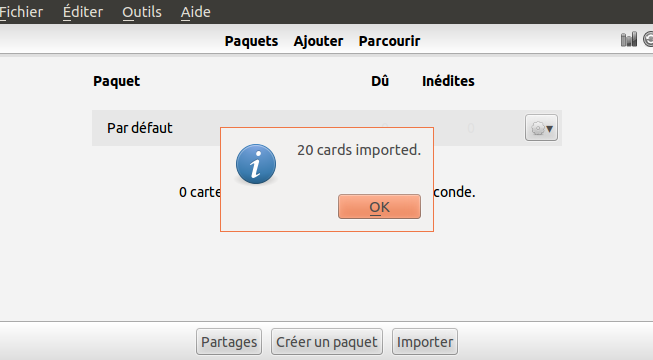 Fichier Éditer Outils Aide
Paquets Ajouter Parcourir
Paquet Dû Inédites
Par défaut 0
20 cards imported.
0 carte
conde.
OK
Partages Créer un paquet Importer